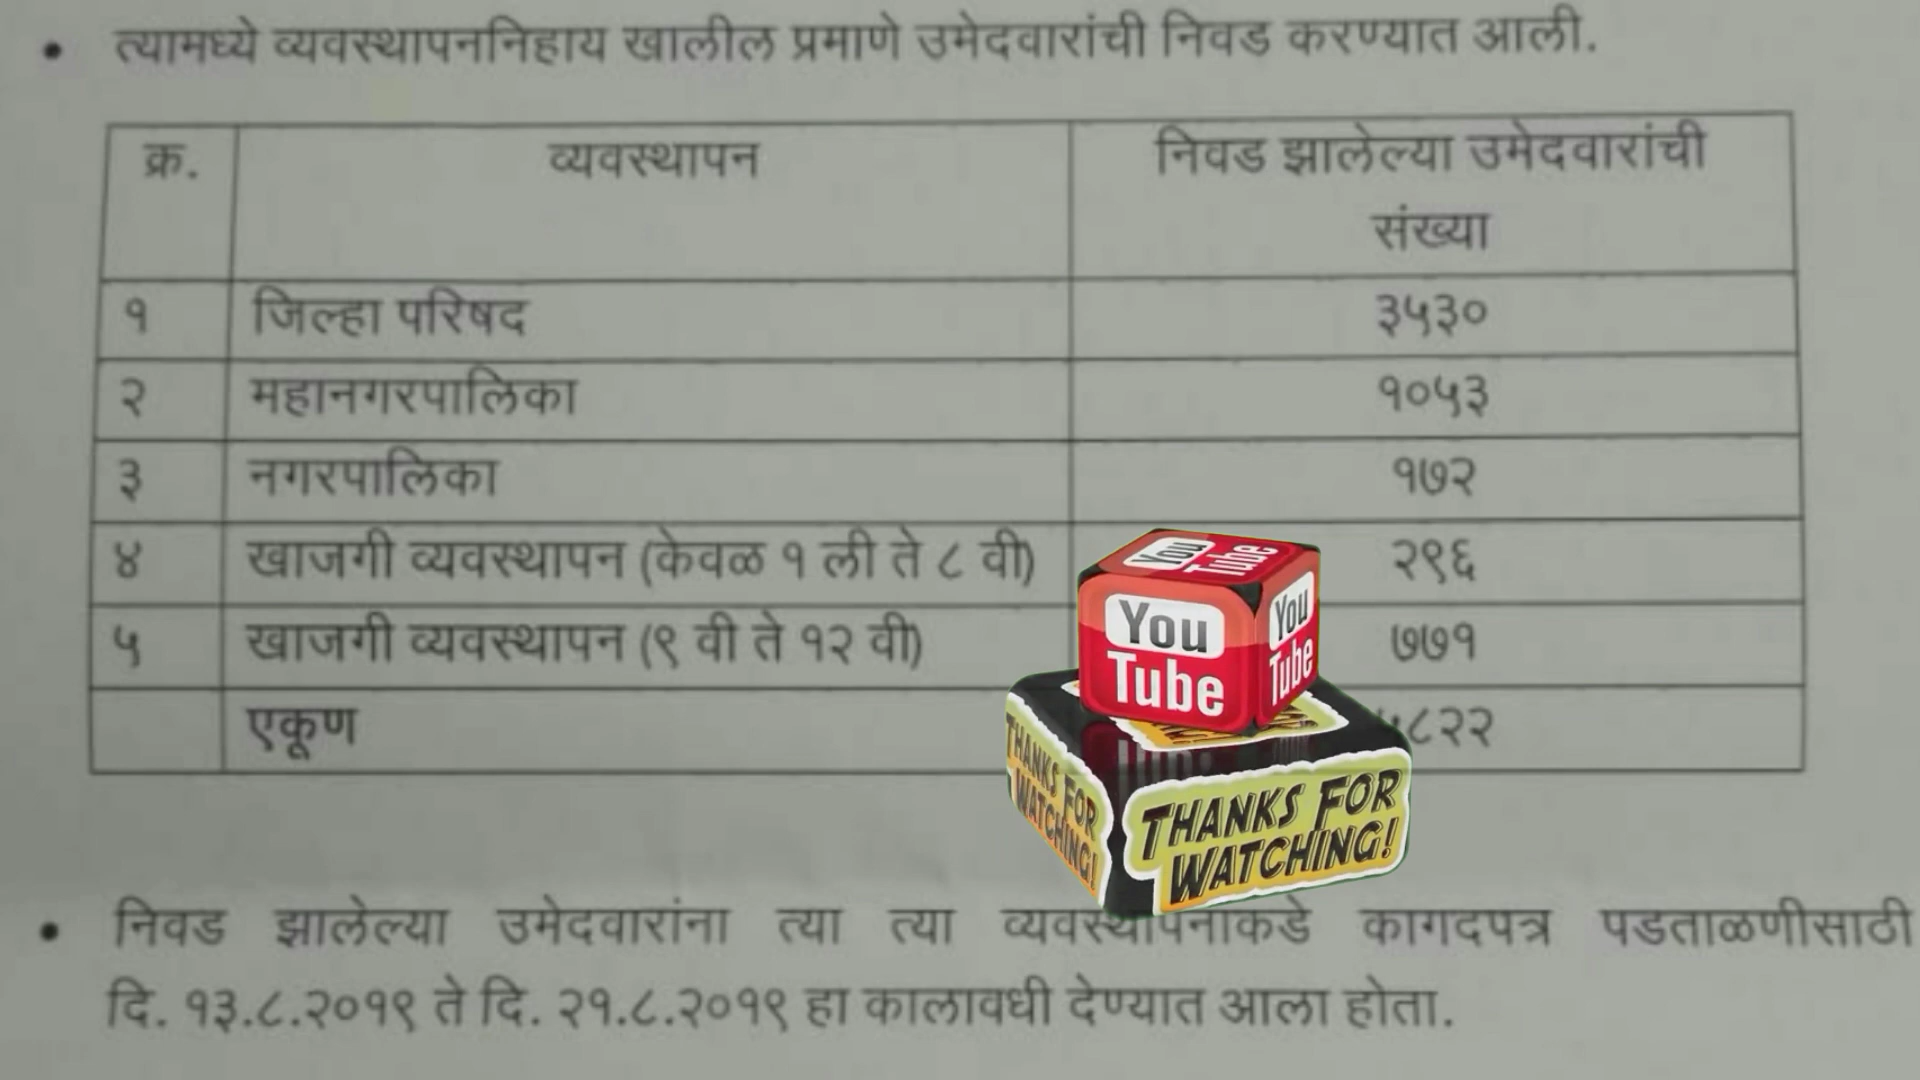 • त्यामध्ये व्यवस्थापननिहाय खालील प्रमाणे उमेदवारांची निवड करण्यात आली.
क्र. व्यवस्थापन निवड झालेल्या उमेदवारांची
संख्या
१ जिल्हा परिषद ३५३०
२ महानगरपालिका १०५३
३ नगरपालिका १७२
४ खाजगी व्यवस्थापन (केवळ १ ली ते ८ वी) २९६
५ खाजगी व्यवस्थापन (९ वी ते १२ वी) ७७१
एकूण ८२२
You Tube
You Tube
You Tube
THANKS FOR WATCHING!
THANKS FOR
WATCHING!
• निवड झालेल्या उमेदवारांना त्या त्या व्यवस्थापनाकडे कागदपत्र पडताळणीसाठी
दि. १३.८.२०१९ ते दि. २१.८.२०१९ हा कालावधी देण्यात आला होता.